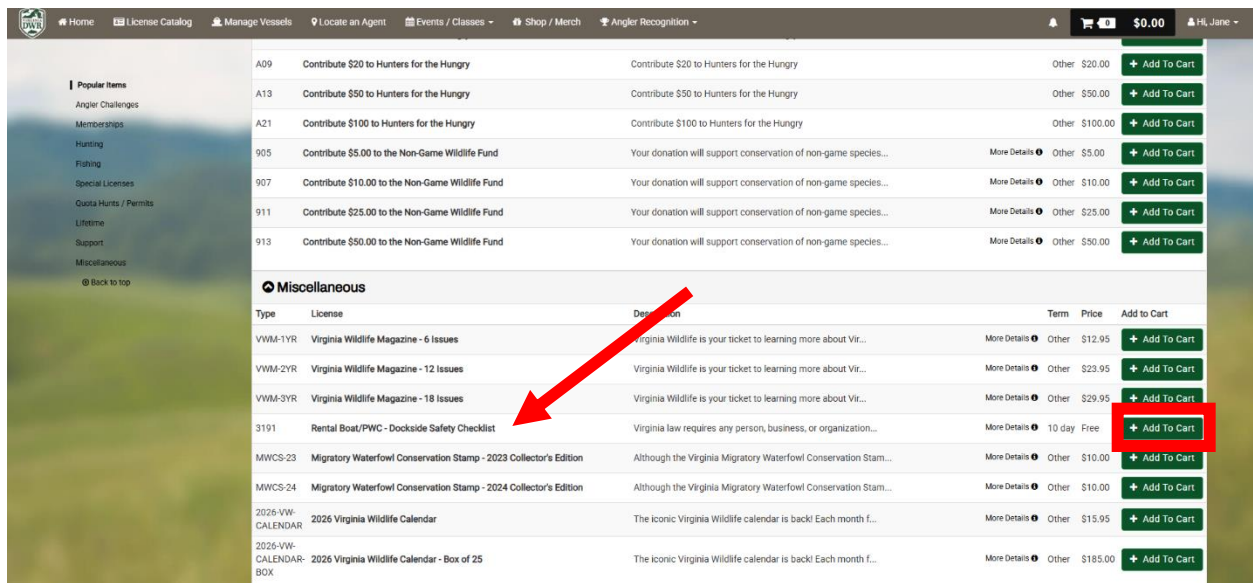 DWR Home License Catalog Manage Vessels Locate an Agent Events / Classes Shop / Merch Angler Recognition 0 $0.00 Hi, Jane
Popular Items
Angler Challenges
Memberships
Hunting
Fishing
Special Licenses
Quota Hunts / Permits
Lifetime
Support
Miscellaneous
Back to top
A09 Contribute $20 to Hunters for the Hungry Contribute $20 to Hunters for the Hungry Other $20.00 + Add To Cart
A13 Contribute $50 to Hunters for the Hungry Contribute $50 to Hunters for the Hungry Other $50.00 + Add To Cart
A21 Contribute $100 to Hunters for the Hungry Contribute $100 to Hunters for the Hungry Other $100.00 + Add To Cart
905 Contribute $5.00 to the Non-Game Wildlife Fund Your donation will support conservation of non-game species... More Details Other $5.00 + Add To Cart
907 Contribute $10.00 to the Non-Game Wildlife Fund Your donation will support conservation of non-game species... More Details Other $10.00 + Add To Cart
911 Contribute $25.00 to the Non-Game Wildlife Fund Your donation will support conservation of non-game species... More Details Other $25.00 + Add To Cart
913 Contribute $50.00 to the Non-Game Wildlife Fund Your donation will support conservation of non-game species... More Details Other $50.00 + Add To Cart
Miscellaneous
Type License Term Price Add to Cart
VWM-1YR Virginia Wildlife Magazine - 6 Issues Virginia Wildlife is your ticket to learning more about Vir... More Details Other $12.95 + Add To Cart
VWM-2YR Virginia Wildlife Magazine - 12 Issues Virginia Wildlife is your ticket to learning more about Vir... More Details Other $23.95 + Add To Cart
VWM-3YR Virginia Wildlife Magazine - 18 Issues Virginia Wildlife is your ticket to learning more about Vir... More Details Other $29.95 + Add To Cart
3191 Rental Boat/PWC - Dockside Safety Checklist Virginia law requires any person, business, or organization... More Details 10 day Free + Add To Cart
MWCS-23 Migratory Waterfowl Conservation Stamp - 2023 Collector's Edition Although the Virginia Migratory Waterfowl Conservation Stam... More Details Other $10.00 + Add To Cart
MWCS-24 Migratory Waterfowl Conservation Stamp - 2024 Collector's Edition Although the Virginia Migratory Waterfowl Conservation Stam... More Details Other $10.00 + Add To Cart
2026-VW-
CALENDAR 2026 Virginia Wildlife Calendar The iconic Virginia Wildlife calendar is back! Each month f... More Details Other $15.95 + Add To Cart
2026-VW-
CALENDAR- 2026 Virginia Wildlife Calendar - Box of 25 The iconic Virginia Wildlife calendar is back! Each month f... More Details Other $185.00 + Add To Cart
BOX